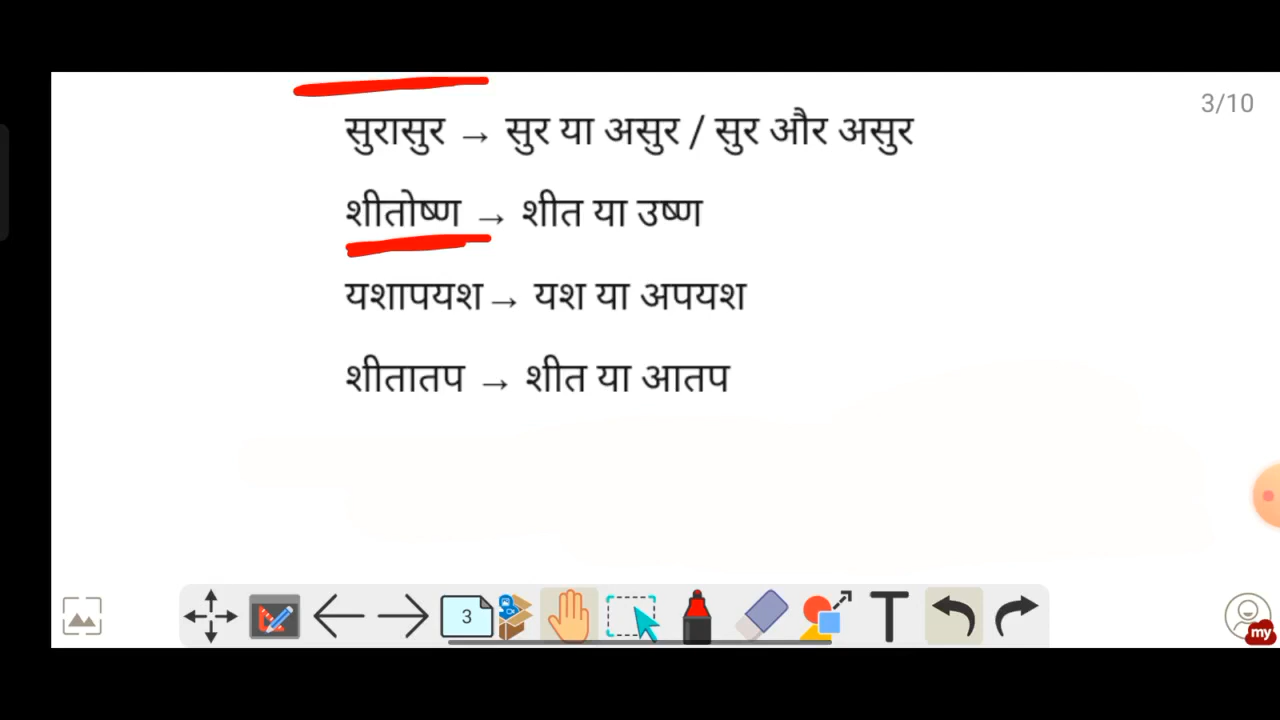 3/10
सुरासुर → सुर या असुर / सुर और असुर
शीतोष्ण → शीत या उष्ण
यशापयश → यश या अपयश
शीतातप → शीत या आतप
3
T
my